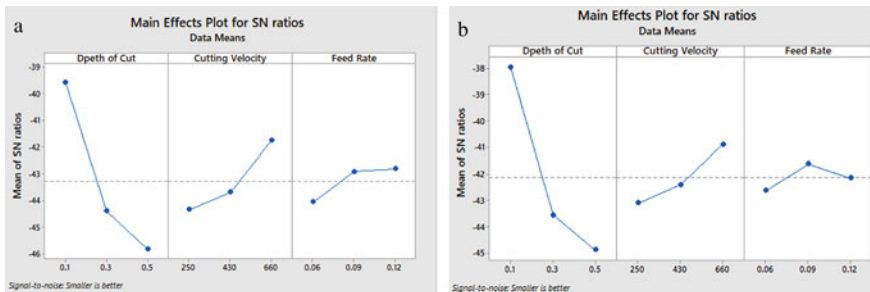 a
Main Effects Plot for SN ratios
Data Means
Dpeth of Cut Cutting Velocity Feed Rate
Mean of SN ratios
-39
-40
-41
-42
-43
-44
-45
-46
0.1 0.3 0.5 250 430 660 0.06 0.09 0.12
Signal-to-noise: Smaller is better
b
Main Effects Plot for SN ratios
Data Means
Dpeth of Cut Cutting Velocity Feed Rate
Mean of SN ratios
-38
-39
-40
-41
-42
-43
-44
-45
0.1 0.3 0.5 250 430 660 0.06 0.09 0.12
Signal-to-noise: Smaller is better